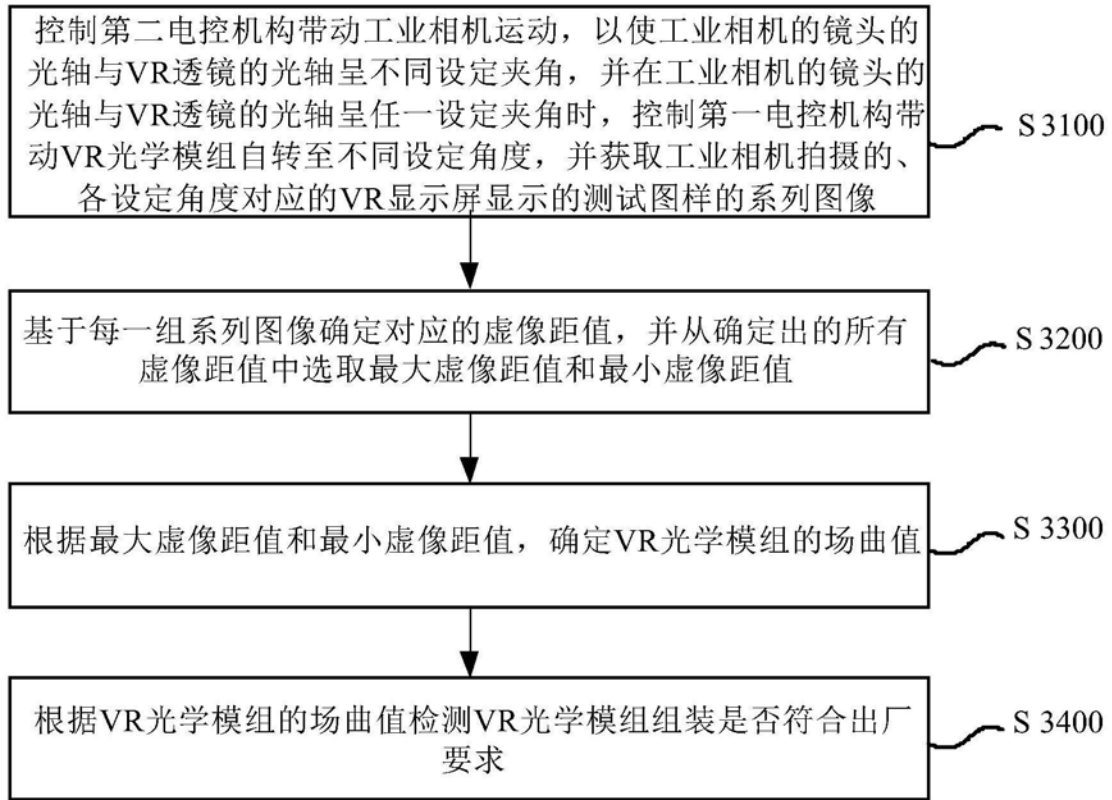 控制第二电控机构带动工业相机运动，以使工业相机的镜头的
光轴与VR透镜的光轴呈不同设定夹角，并在工业相机的镜头的
光轴与VR透镜的光轴呈任一设定夹角时，控制第一电控机构带
动VR光学模组自转至不同设定角度，并获取工业相机拍摄的、
各设定角度对应的VR显示屏显示的测试图样的系列图像
S 3100
基于每一组系列图像确定对应的虚像距值，并从确定出的所有
虚像距值中选取最大虚像距值和最小虚像距值
S 3200
根据最大虚像距值和最小虚像距值，确定VR光学模组的场曲值
S 3300
根据VR光学模组的场曲值检测VR光学模组组装是否符合出厂
要求
S 3400